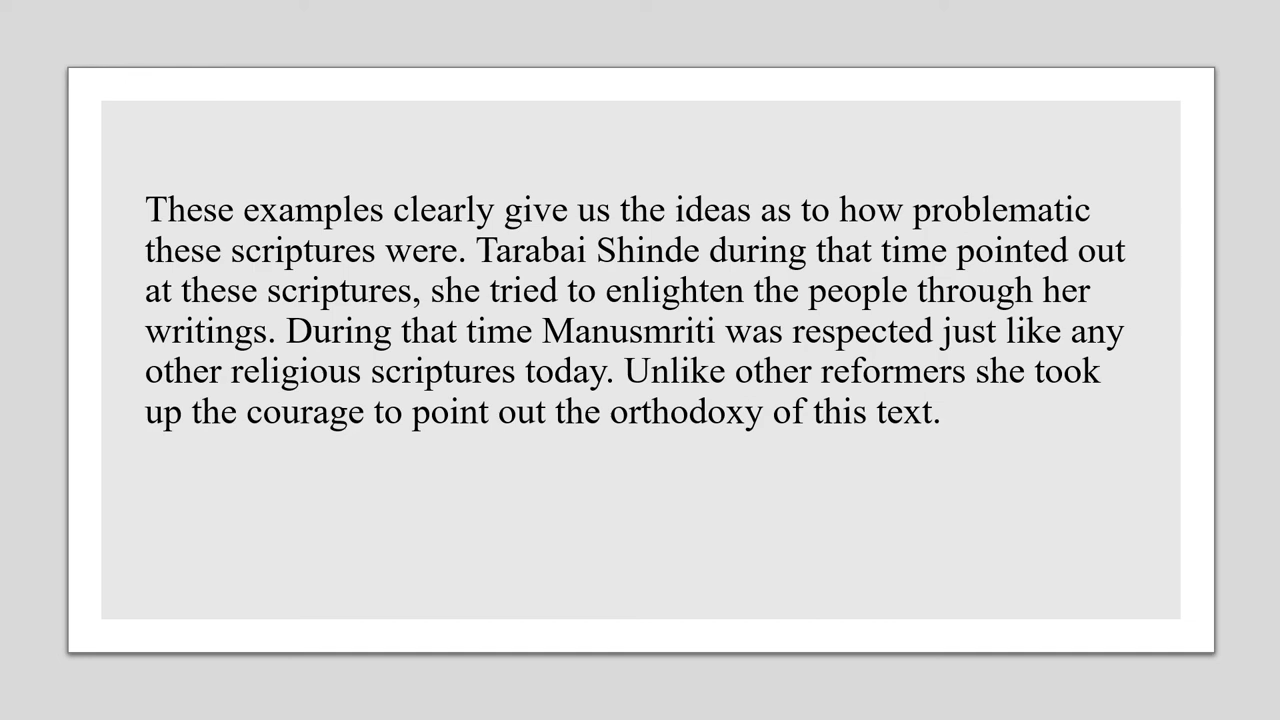 These examples clearly give us the ideas as to how problematic
these scriptures were. Tarabai Shinde during that time pointed out
at these scriptures, she tried to enlighten the people through her
writings. During that time Manusmriti was respected just like any
other religious scriptures today. Unlike other reformers she took
up the courage to point out the orthodoxy of this text.